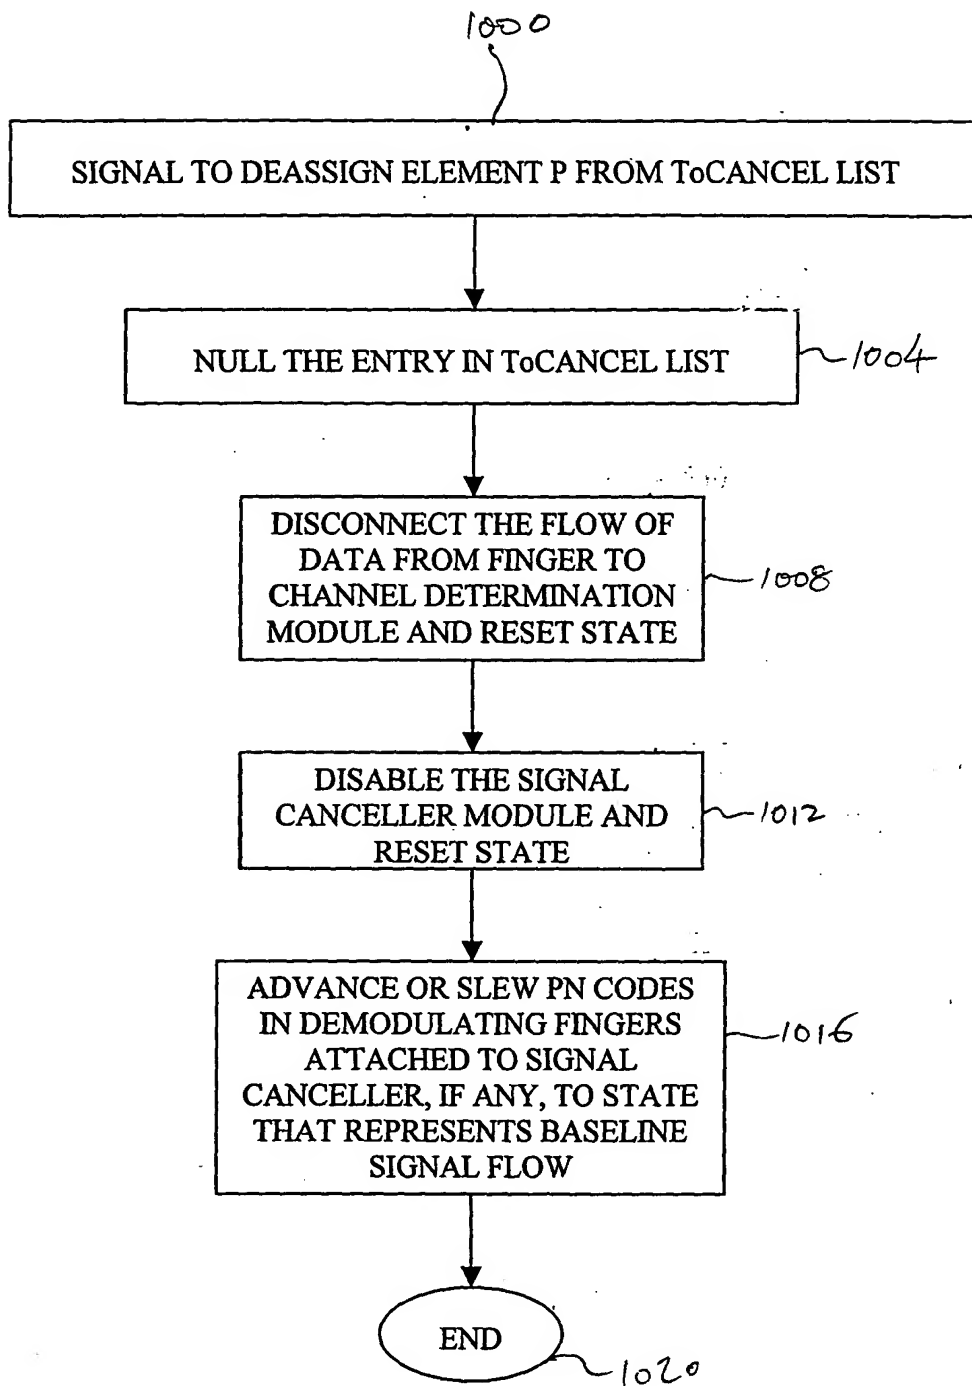 1000
SIGNAL TO DEASSIGN ELEMENT P FROM ToCANCEL LIST
NULL THE ENTRY IN ToCANCEL LIST
1004
DISCONNECT THE FLOW OF
DATA FROM FINGER TO
CHANNEL DETERMINATION
MODULE AND RESET STATE
1008
DISABLE THE SIGNAL
CANCELLER MODULE AND
RESET STATE
1012
ADVANCE OR SLEW PN CODES
IN DEMODULATING FINGERS
ATTACHED TO SIGNAL
CANCELLER, IF ANY, TO STATE
THAT REPRESENTS BASELINE
SIGNAL FLOW
1016
END
1020